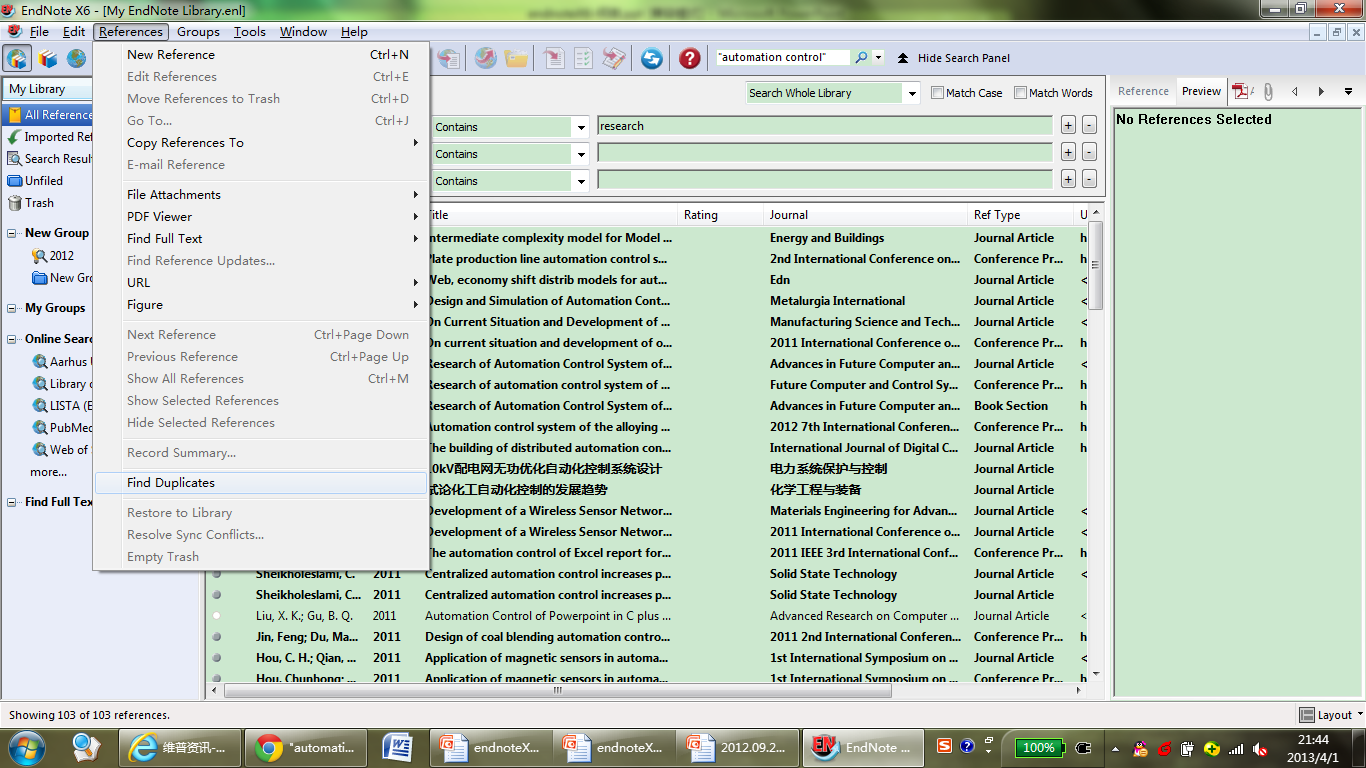 EndNote X6 - [My EndNote Library.enl]
File Edit References Groups Tools Window Help
"automation control" Hide Search Panel
My Library
All Reference
Imported Ref
Search Resul
Unfiled
Trash
New Group
2012
New Gro
My Groups
Online Searc
Aarhus U
Library o
LISTA (E
PubMed
Web of
more...
Find Full Tex
New Reference Ctrl+N
Edit References Ctrl+E
Move References to Trash Ctrl+D
Go To... Ctrl+J
Copy References To
E-mail Reference
File Attachments
PDF Viewer
Find Full Text
Find Reference Updates...
URL
Figure
Next Reference Ctrl+Page Down
Previous Reference Ctrl+Page Up
Show All References Ctrl+M
Show Selected References
Hide Selected References
Record Summary...
Find Duplicates
Restore to Library
Resolve Sync Conflicts...
Empty Trash
Search Whole Library Match Case Match Words
Contains research + -
Contains + -
Contains + -
Title Rating Journal Ref Type U
Intermediate complexity model for Model ... Energy and Buildings Journal Article h
Plate production line automation control s... 2nd International Conference on... Conference Pr... h
Web, economy shift distrib models for aut... Edn Journal Article <
Design and Simulation of Automation Cont... Metalurgia International Journal Article <
On Current Situation and Development of ... Manufacturing Science and Tech... Journal Article <
On current situation and development of o... 2011 International Conference o... Conference Pr... h
Research of Automation Control System of... Advances in Future Computer an... Journal Article <
Research of automation control system of ... Future Computer and Control Sy... Conference Pr... h
Research of Automation Control System of... Advances in Future Computer an... Book Section h
Automation control system of the alloying ... 2012 7th International Conferen... Conference Pr... h
The building of distributed automation con... International Journal of Digital C... Journal Article h
10kV配电网无功优化自动化控制系统设计 电力系统保护与控制 Journal Article
试论化工自动化控制的发展趋势 化学工程与装备 Journal Article
Development of a Wireless Sensor Networ... Materials Engineering for Advan... Journal Article <
Development of a Wireless Sensor Networ... 2011 International Conference o... Conference Pr... h
The automation control of Excel report for... 2011 IEEE 3rd International Conf... Conference Pr... h
Sheikholeslami, C. 2011 Centralized automation control increases p... Solid State Technology Journal Article <
Sheikholeslami, C... 2011 Centralized automation control increases p... Solid State Technology Journal Article
Liu, X. K.; Gu, B. Q. 2011 Automation Control of Powerpoint in C plus ... Advanced Research on Computer ... Journal Article <
Jin, Feng; Du, Ma... 2011 Design of coal blending automation contro... 2011 2nd International Conferen... Conference Pr... h
Hou, C. H.; Qian, ... 2011 Application of magnetic sensors in automa... 1st International Symposium on ... Journal Article <
Hou, Chunhong; ... 2011 Application of magnetic sensors in automa... 1st International Symposium on ... Conference Pr... h
Reference Preview
No References Selected
Showing 103 of 103 references. Layout
维普资讯-... "automati... endnoteX... endnoteX... 2012.09.2... EndNote ... 100% 21:44
2013/4/1